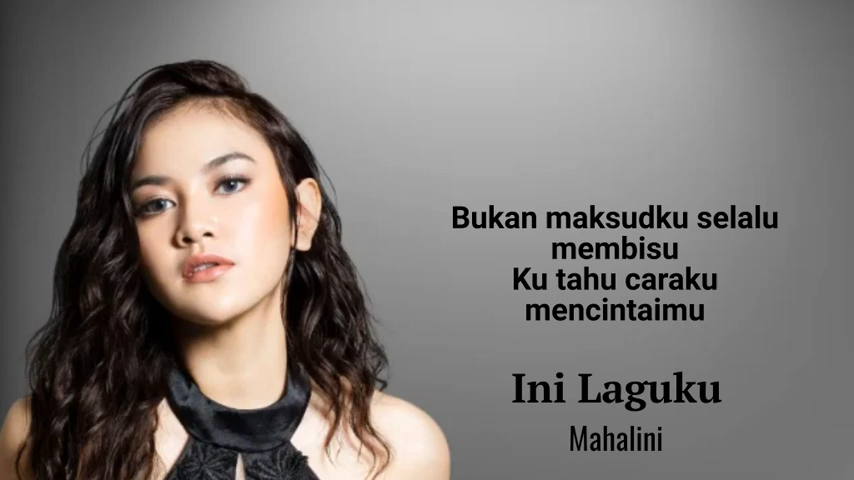 Bukan maksudku selalu
membisu
Ku tahu caraku
mencintaimu
Ini Laguku
Mahalini